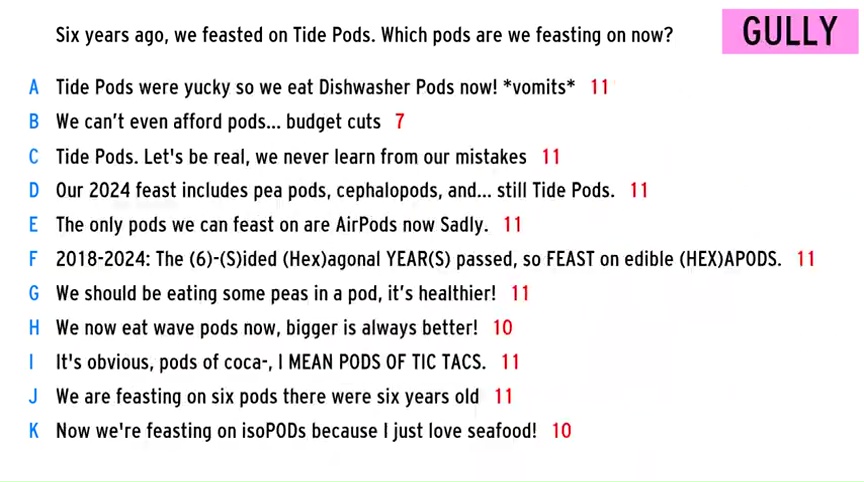 Six years ago, we feasted on Tide Pods. Which pods are we feasting on now?
GULLY
A Tide Pods were yucky so we eat Dishwasher Pods now! *vomits* 11
B We can't even afford pods... budget cuts 7
C Tide Pods. Let's be real, we never learn from our mistakes 11
D Our 2024 feast includes pea pods, cephalopods, and... still Tide Pods. 11
E The only pods we can feast on are AirPods now Sadly. 11
F 2018-2024: The (6)-(S)ided (Hex)agonal YEAR(S) passed, so FEAST on edible (HEX)APODS. 11
G We should be eating some peas in a pod, it's healthier! 11
H We now eat wave pods now, bigger is always better! 10
I It's obvious, pods of coca-, I MEAN PODS OF TIC TACS. 11
J We are feasting on six pods there were six years old 11
K Now we're feasting on isoPODs because I just love seafood! 10